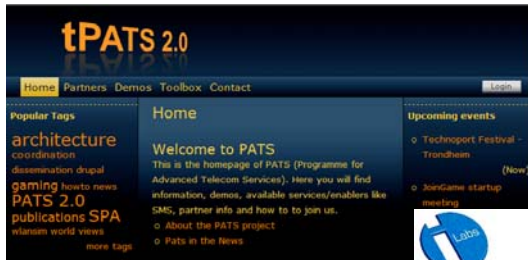 tPATS 2.0
Home Partners Demos Toolbox Contact
Login
Popular Tags
architecture
coordination
dissemination drupal
gaming howto news
PATS 2.0
publications SPA
wlansim world views
more tags
Home
Welcome to PATS
This is the homepage of PATS (Programme for
Advanced Telecom Services). Here you will find
information, demos, available services/enablers like
SMS, partner info and how to to join us.
About the PATS project
Pats in the News
Upcoming events
Technoport Festival -
Trondheim
(Now)
JoinGame startup
meeting
Labs